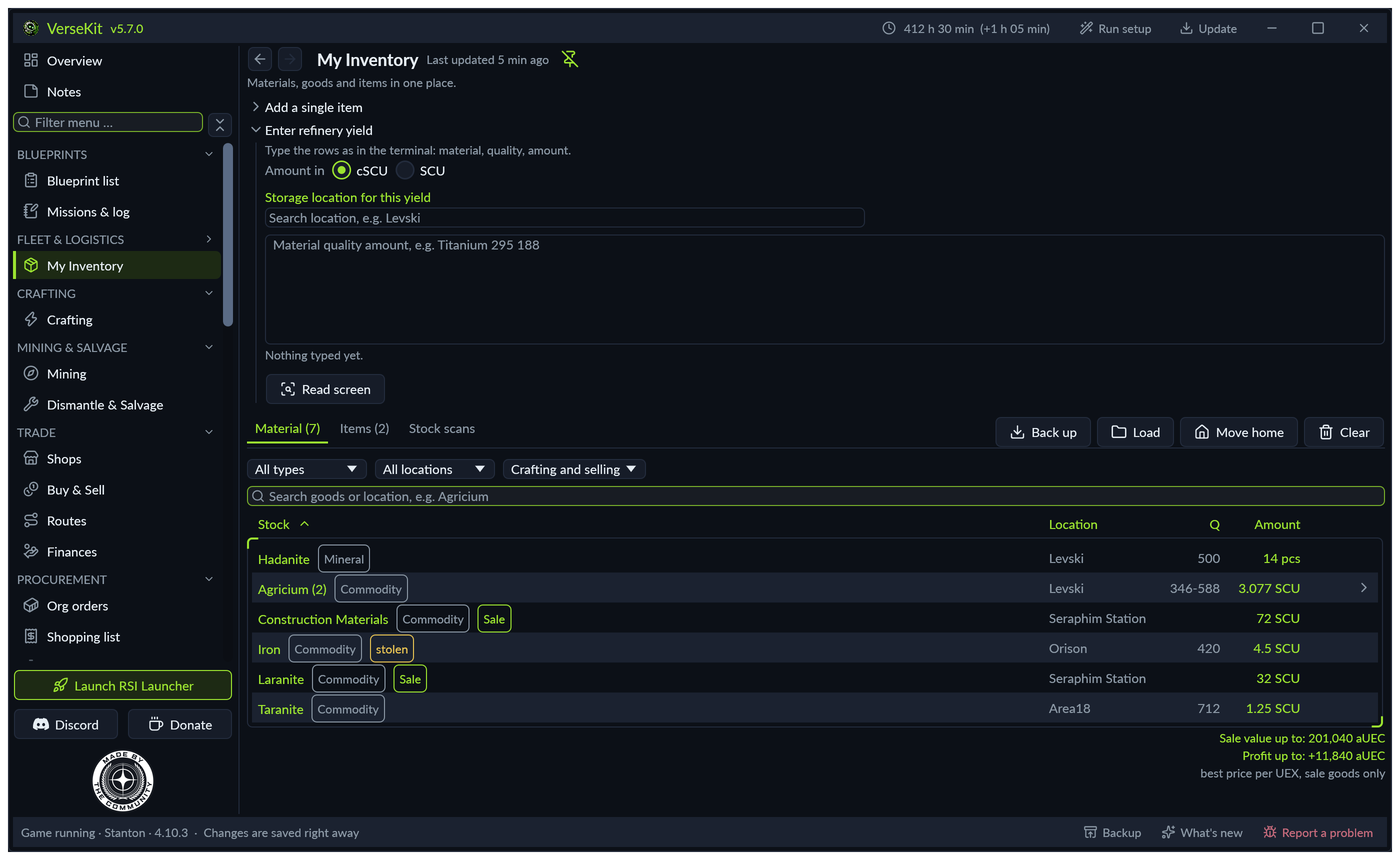 VerseKit v5.7.0
412 h 30 min (+1 h 05 min)
Run setup
Update
Overview
Notes
Filter menu ...
BLUEPRINTS
Blueprint list
Missions & log
FLEET & LOGISTICS
My Inventory
CRAFTING
Crafting
MINING & SALVAGE
Mining
Dismantle & Salvage
TRADE
Shops
Buy & Sell
Routes
Finances
PROCUREMENT
Org orders
Shopping list
Launch RSI Launcher
Discord
Donate
MADE BY
THE COMMUNITY
My Inventory Last updated 5 min ago
Materials, goods and items in one place.
Add a single item
Enter refinery yield
Type the rows as in the terminal: material, quality, amount.
Amount in cSCU SCU
Storage location for this yield
Search location, e.g. Levski
Material quality amount, e.g. Titanium 295 188
Nothing typed yet.
Read screen
Material (7) Items (2) Stock scans
Back up Load Move home Clear
All types All locations Crafting and selling
Search goods or location, e.g. Agricium
Stock Location Q Amount
Hadanite Mineral Levski 500 14 pcs
Agricium (2) Commodity Levski 346-588 3.077 SCU
Construction Materials Commodity Sale Seraphim Station 72 SCU
Iron Commodity stolen Orison 420 4.5 SCU
Laranite Commodity Sale Seraphim Station 32 SCU
Taranite Commodity Area18 712 1.25 SCU
Sale value up to: 201,040 aUEC
Profit up to: +11,840 aUEC
best price per UEX, sale goods only
Game running · Stanton · 4.10.3 · Changes are saved right away
Backup
What's new
Report a problem